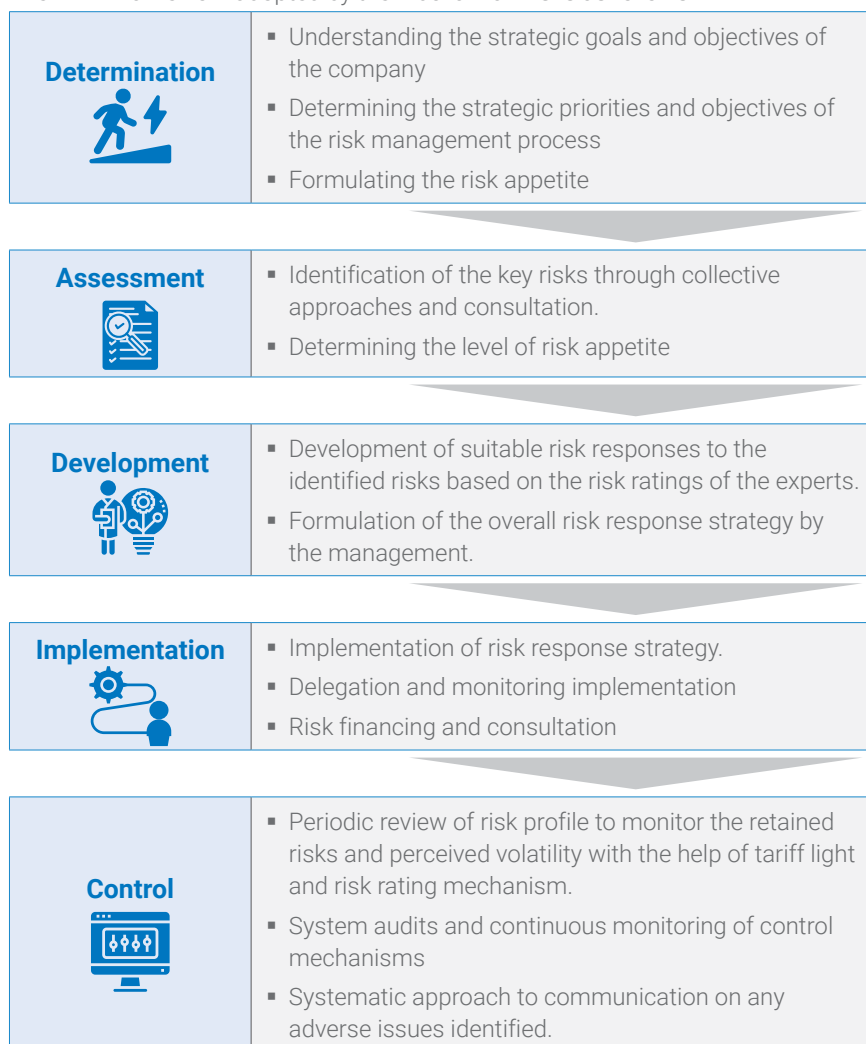 Determination
▪ Understanding the strategic goals and objectives of
the company
▪ Determining the strategic priorities and objectives of
the risk management process
▪ Formulating the risk appetite
Assessment
▪ Identification of the key risks through collective
approaches and consultation.
▪ Determining the level of risk appetite
Development
▪ Development of suitable risk responses to the
identified risks based on the risk ratings of the experts.
▪ Formulation of the overall risk response strategy by
the management.
Implementation
▪ Implementation of risk response strategy.
▪ Delegation and monitoring implementation
▪ Risk financing and consultation
Control
▪ Periodic review of risk profile to monitor the retained
risks and perceived volatility with the help of tariff light
and risk rating mechanism.
▪ System audits and continuous monitoring of control
mechanisms
▪ Systematic approach to communication on any
adverse issues identified.